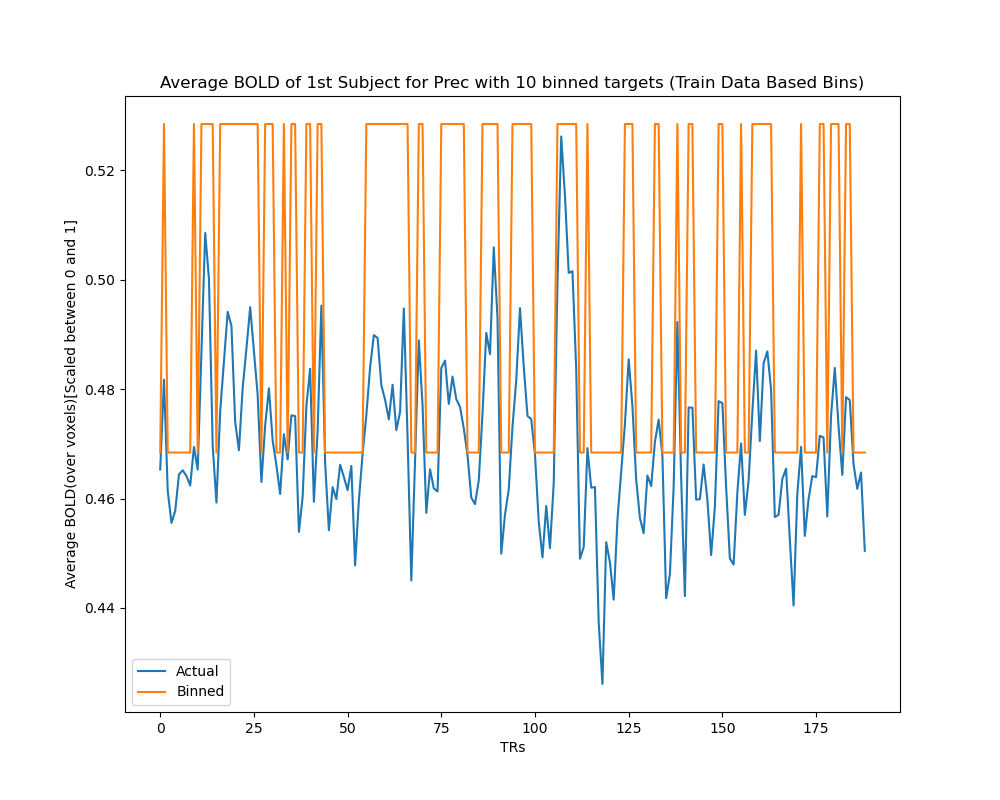 Average BOLD of 1st Subject for Prec with 10 binned targets (Train Data Based Bins)
Average BOLD(over voxels)[Scaled between 0 and 1]
0.52
0.50
0.48
0.46
0.44
Actual
Binned
0 25 50 75 100 125 150 175
TRs